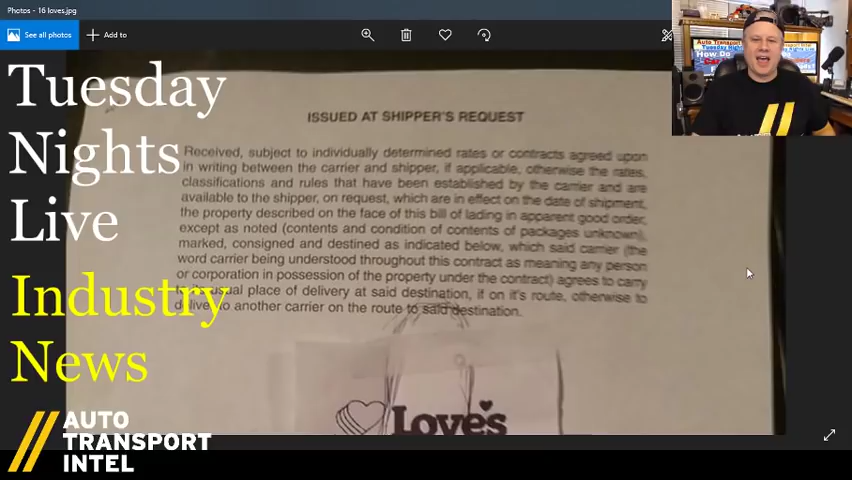 Photos - 16 loves.jpg
See all photos
Add to
Tuesday
Nights
Live
Industry
News
AUTO
TRANSPORT
INTEL
ISSUED AT SHIPPER'S REQUEST
Received, subject to individually determined rates or contracts agreed upon
in writing between the carrier and shipper, if applicable, otherwise the rates,
classifications and rules that have been established by the carrier and are
available to the shipper, on request, which are in effect on the date of shipment,
the property described on the face of this bill of lading in apparent good order,
except as noted (contents and condition of contents of packages unknown),
marked, consigned and destined as indicated below, which said carrier (the
word carrier being understood throughout this contract as meaning any person
or corporation in possession of the property under the contract) agrees to carry
usual place of delivery at said destination, if on it's route, otherwise to
to another carrier on the route to said destination.
Love's
Auto Transport
Tuesday Nights
How Do